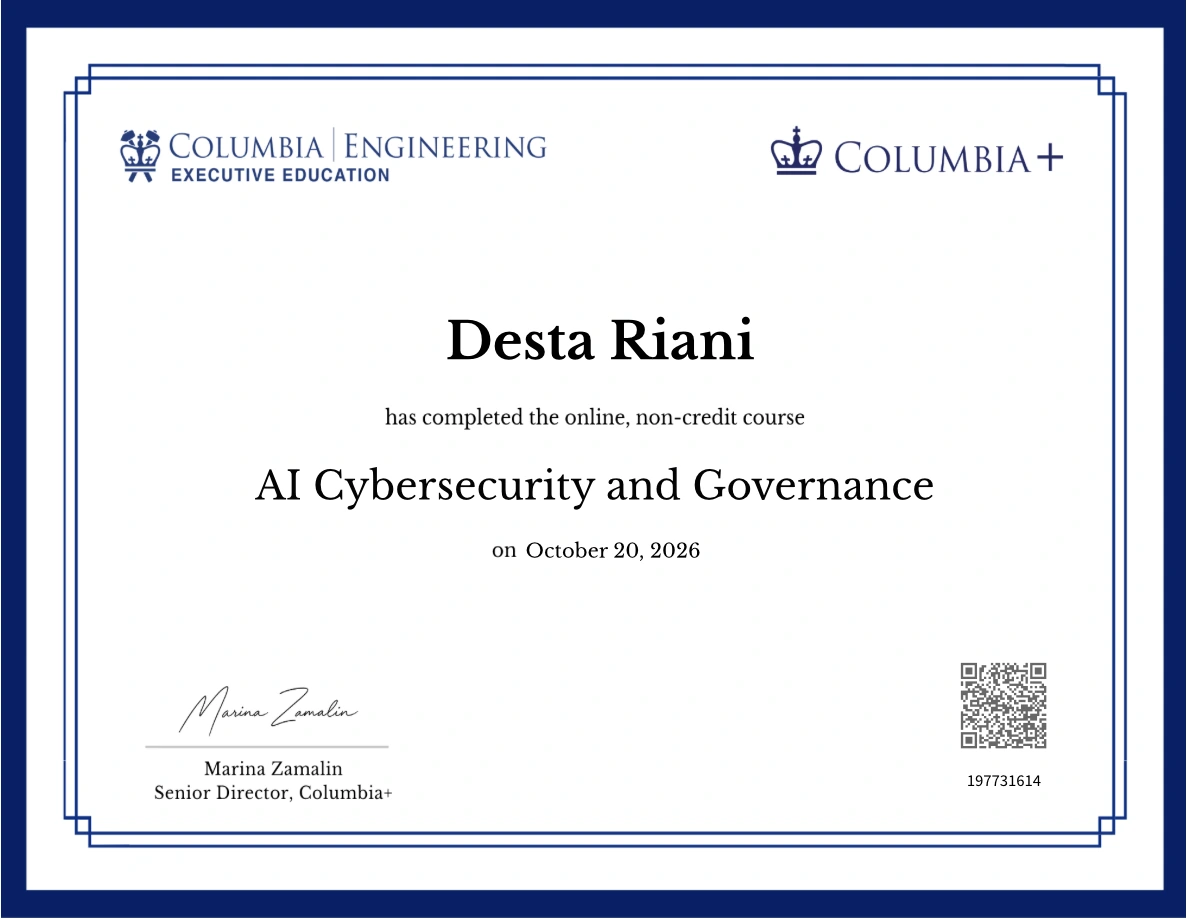 COLUMBIA | ENGINEERING
EXECUTIVE EDUCATION
COLUMBIA+
Desta Riani
has completed the online, non-credit course
AI Cybersecurity and Governance
on October 20, 2026
Marina Zamalin
Marina Zamalin
Senior Director, Columbia+
197731614